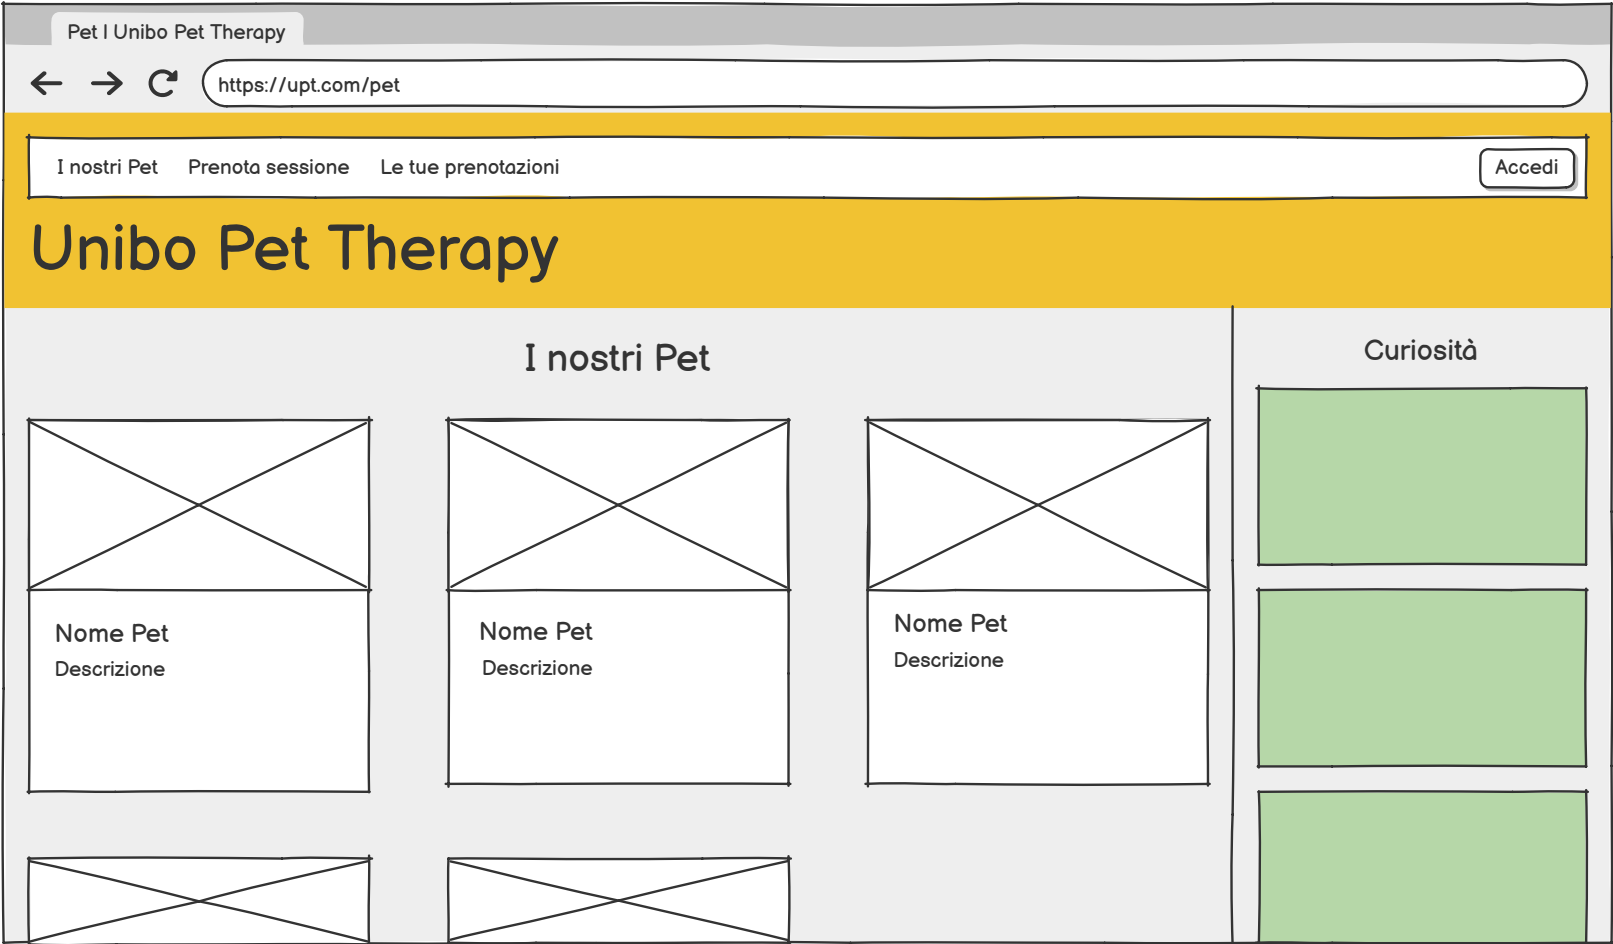 Pet | Unibo Pet Therapy
https://upt.com/pet
I nostri Pet Prenota sessione Le tue prenotazioni Accedi
Unibo Pet Therapy
I nostri Pet
Nome Pet
Descrizione
Nome Pet
Descrizione
Nome Pet
Descrizione
Curiosità